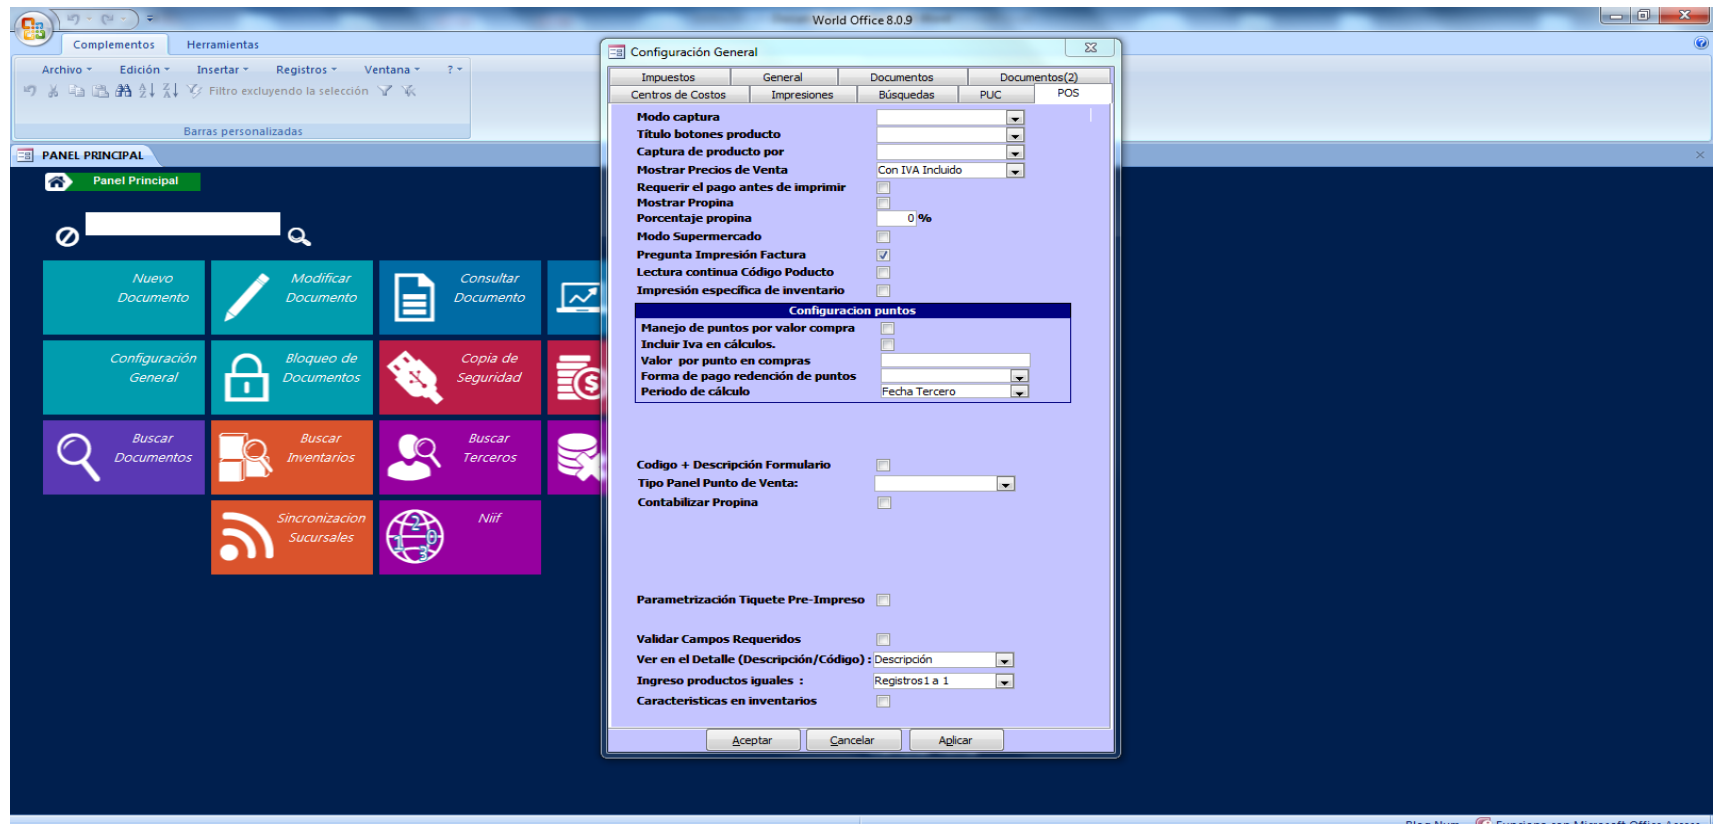 World Office 8.0.9
Complementos Herramientas
Archivo Edición Insertar Registros Ventana ?
Filtro excluyendo la selección
Barras personalizadas
PANEL PRINCIPAL
Panel Principal
Nuevo Documento
Modificar Documento
Consultar Documento
Configuración General
Bloqueo de Documentos
Copia de Seguridad
Buscar Documentos
Buscar Inventarios
Buscar Terceros
Sincronizacion Sucursales
Niif
Configuración General
Impuestos General Documentos Documentos(2)
Centros de Costos Impresiones Búsquedas PUC POS
Modo captura
Título botones producto
Captura de producto por
Mostrar Precios de Venta Con IVA Incluido
Requerir el pago antes de imprimir
Mostrar Propina
Porcentaje propina 0 %
Modo Supermercado
Pregunta Impresión Factura
Lectura continua Código Poducto
Impresión específica de inventario
Configuracion puntos
Manejo de puntos por valor compra
Incluir Iva en cálculos.
Valor por punto en compras
Forma de pago redención de puntos
Periodo de cálculo Fecha Tercero
Codigo + Descripción Formulario
Tipo Panel Punto de Venta:
Contabilizar Propina
Parametrización Tiquete Pre-Impreso
Validar Campos Requeridos
Ver en el Detalle (Descripción/Código) : Descripción
Ingreso productos iguales : Registros1 a 1
Caracteristicas en inventarios
Aceptar Cancelar Aplicar